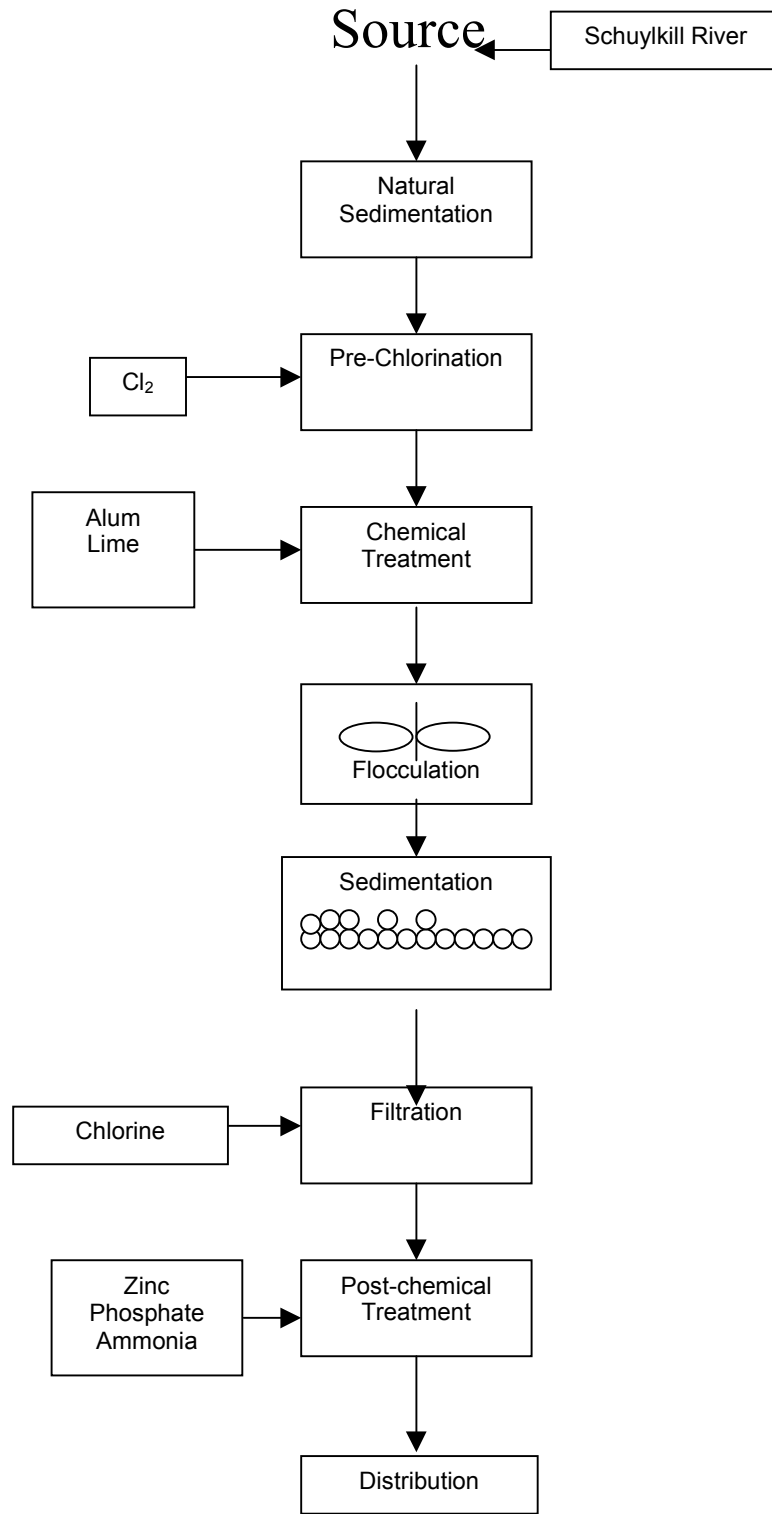 Source
Schuylkill River
Natural
Sedimentation
Pre-Chlorination
Cl₂
Alum
Lime
Chemical
Treatment
Flocculation
Sedimentation
Filtration
Chlorine
Zinc
Phosphate
Ammonia
Post-chemical
Treatment
Distribution